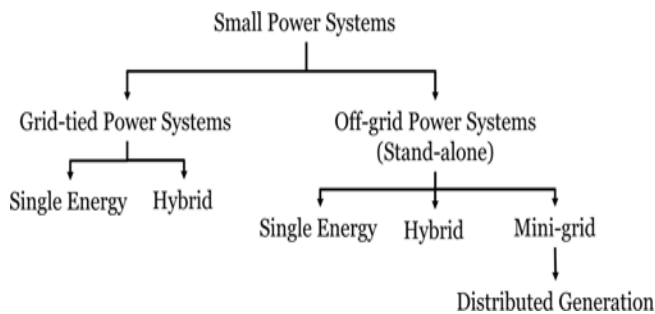 Small Power Systems
Grid-tied Power Systems
Off-grid Power Systems
(Stand-alone)
Single Energy
Hybrid
Single Energy
Hybrid
Mini-grid
Distributed Generation